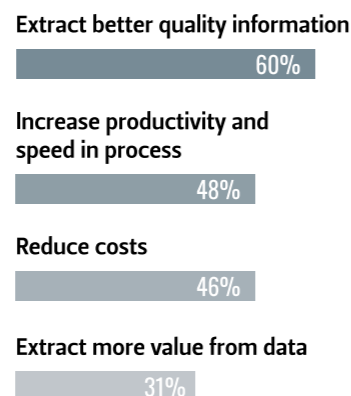 Extract better quality information
60%
Increase productivity and
speed in process
48%
Reduce costs
46%
Extract more value from data
31%